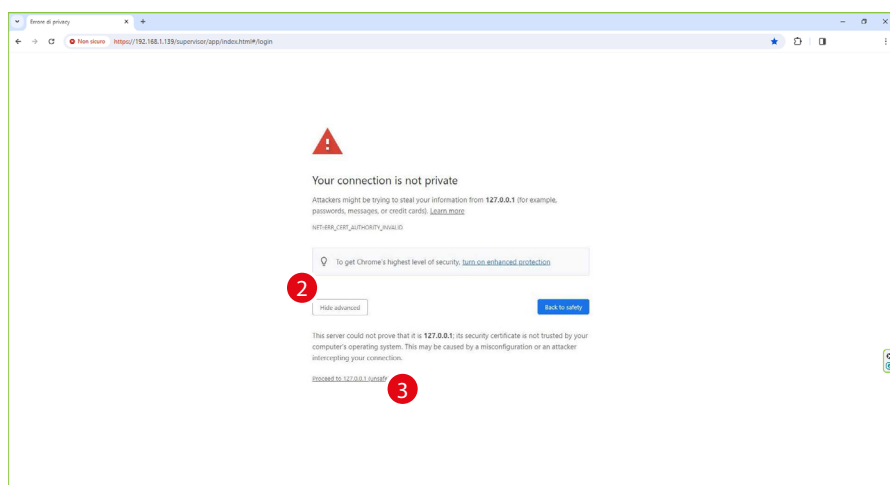 Errore di privacy
Non sicuro https://192.168.1.139/supervisor/app/index.html#/login
Your connection is not private
Attackers might be trying to steal your information from 127.0.0.1 (for example,
passwords, messages, or credit cards). Learn more
NET::ERR_CERT_AUTHORITY_INVALID
To get Chrome's highest level of security, turn on enhanced protection
2
Hide advanced
Back to safety
This server could not prove that it is 127.0.0.1; its security certificate is not trusted by your
computer's operating system. This may be caused by a misconfiguration or an attacker
intercepting your connection.
Proceed to 127.0.0.1 (unsafe
3